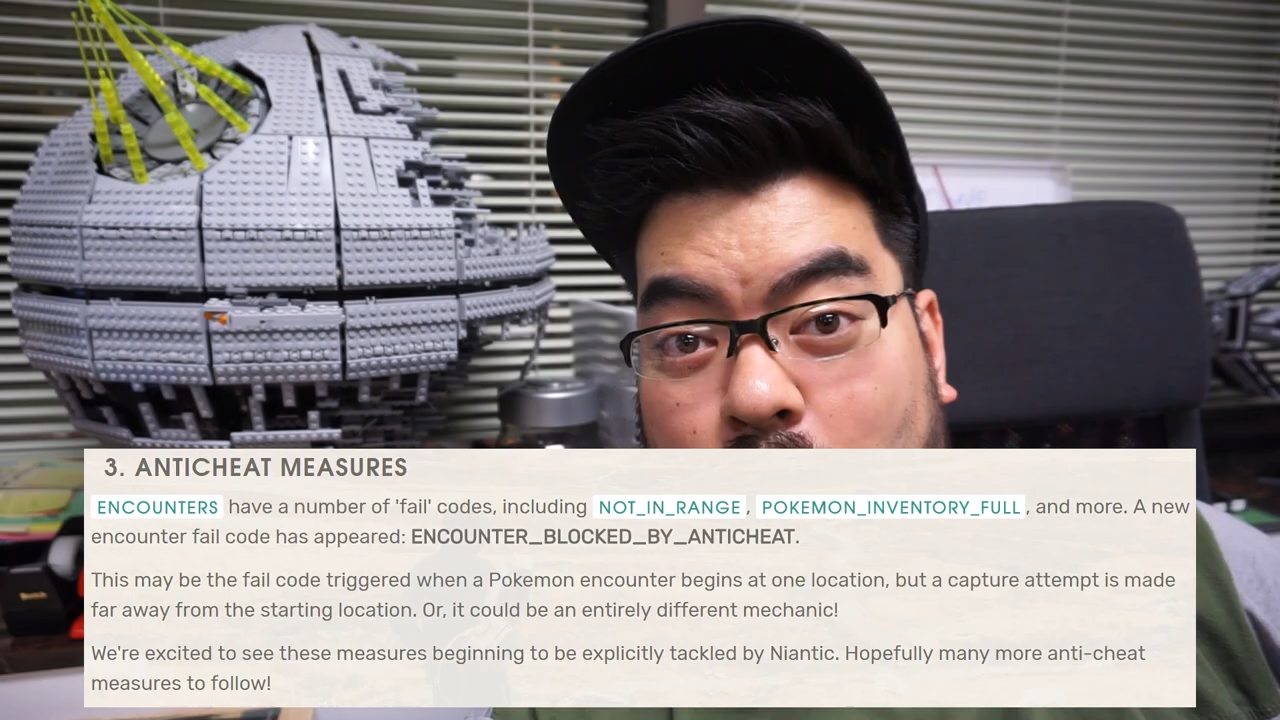 3. ANTICHEAT MEASURES
ENCOUNTERS have a number of 'fail' codes, including NOT_IN_RANGE, POKEMON_INVENTORY_FULL, and more. A new
encounter fail code has appeared: ENCOUNTER_BLOCKED_BY_ANTICHEAT.
This may be the fail code triggered when a Pokemon encounter begins at one location, but a capture attempt is made
far away from the starting location. Or, it could be an entirely different mechanic!
We're excited to see these measures beginning to be explicitly tackled by Niantic. Hopefully many more anti-cheat
measures to follow!